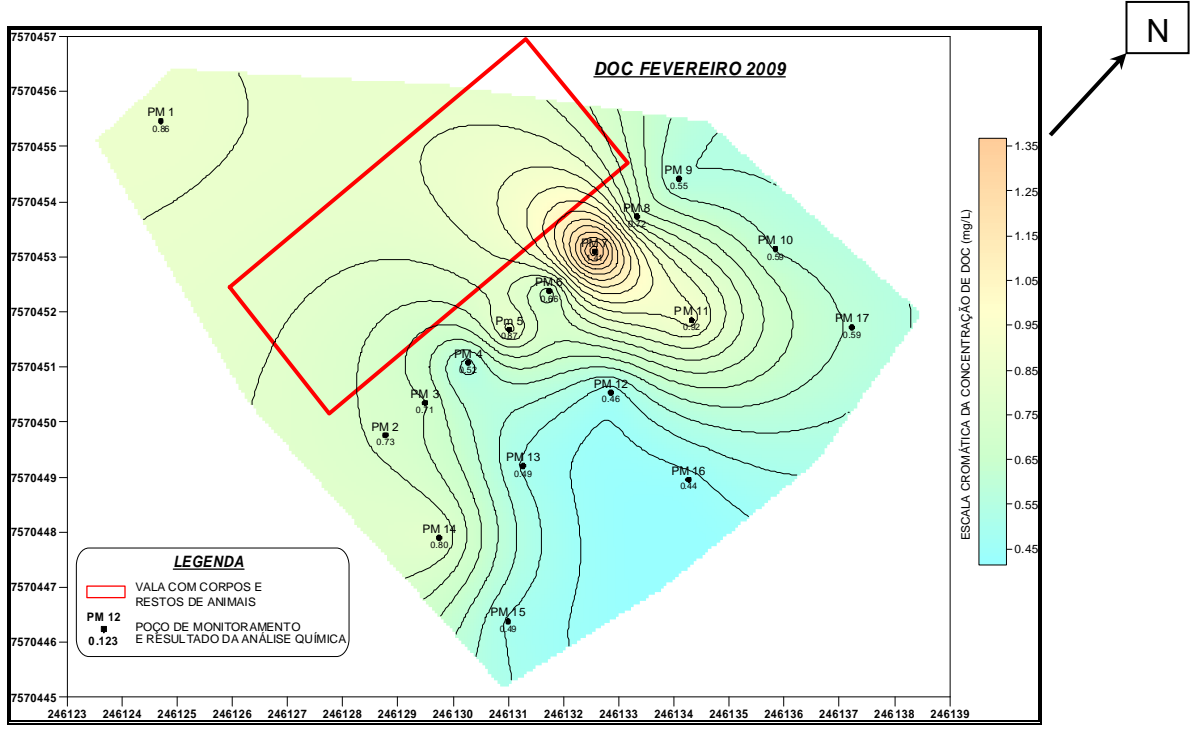 N
DOC FEVEREIRO 2009
7570457
7570456
7570455
7570454
7570453
7570452
7570451
7570450
7570449
7570448
7570447
7570446
7570445
PM 1
0.86
PM 9
0.55
PM 8
0.72
PM 7
PM 10
0.59
PM 6
0.66
PM 11
0.92
Pm 5
0.87
PM 17
0.59
PM 4
0.52
PM 12
0.46
PM 3
0.71
PM 2
0.73
PM 13
0.49
PM 16
0.44
PM 14
0.80
PM 15
0.49
LEGENDA
VALA COM CORPOS E
RESTOS DE ANIMAIS
PM 12
0.123
POÇO DE MONITORAMENTO
E RESULTADO DA ANÁLISE QUÍMICA
246123 246124 246125 246126 246127 246128 246129 246130 246131 246132 246133 246134 246135 246136 246137 246138 246139
ESCALA CROMÁTICA DA CONCENTRAÇÃO DE DOC (mg/L)
1.35
1.25
1.15
1.05
0.95
0.85
0.75
0.65
0.55
0.45